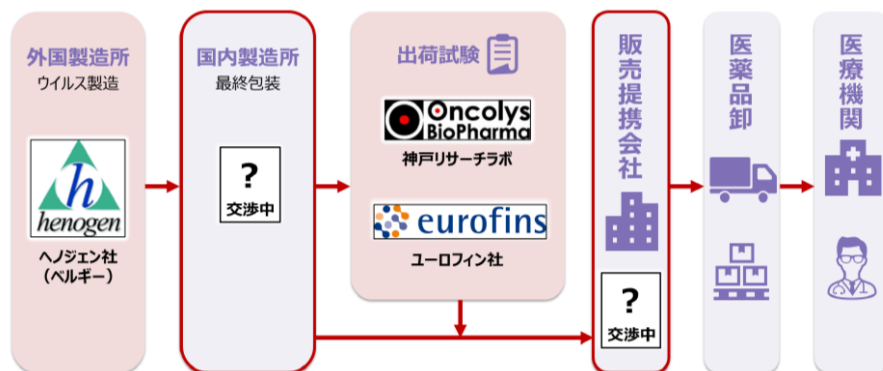 外国製造所
ウイルス製造
henogen
ヘノジェン社
（ベルギー）
国内製造所
最終包装
?
交渉中
出荷試験
Oncolys
BioPharma
神戸リサーチラボ
eurofins
ユーロフィン社
販売提携会社
?
交渉中
医薬品卸
医療機関